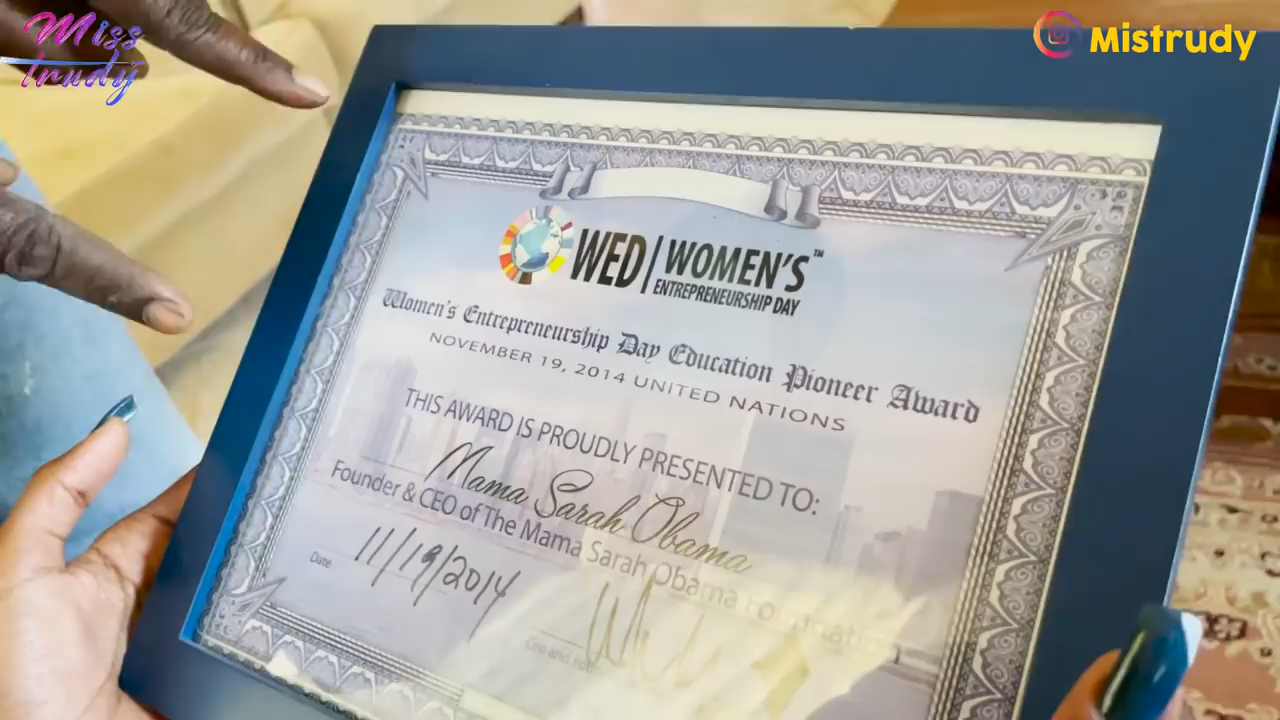 Miss
trudy
Mistrudy
WED | WOMEN'S™
ENTREPRENEURSHIP DAY
Women's Entrepreneurship Day Education Pioneer Award
NOVEMBER 19, 2014 UNITED NATIONS
THIS AWARD IS PROUDLY PRESENTED TO:
Mama Sarah Obama
Founder & CEO of The Mama Sarah Obama Foundation
Date 11/19/2014